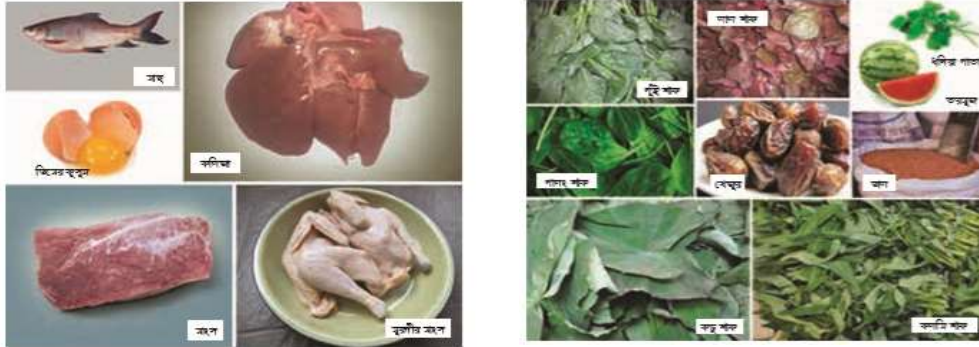 মাছ
কলিজা
ডিমের কুসুম
মাংস
মুরগীর মাংস
পুঁই শাক
লাল শাক
ধনিয়া পাতা
তরমুজ
পালং শাক
খেজুর
ডাল
কচু শাক
কলমি শাক